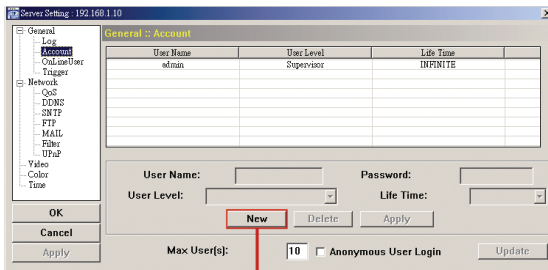 Server Setting : 192.168.1.10
General
Log
Account
OnLineUser
Trigger
Network
QoS
DDNS
SNTP
FTP
MAIL
Filter
UPnP
Video
Color
Time
OK
Cancel
Apply
General :: Account
User Name User Level Life Time
admin Supervisor INFINITE
User Name: Password:
User Level: Life Time:
New Delete Apply
Max User(s): 10 Anonymous User Login Update